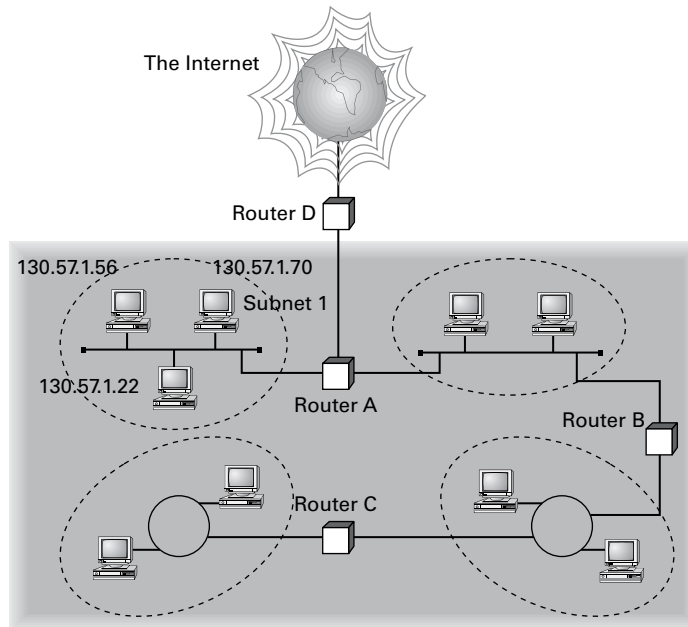 The Internet
Router D
130.57.1.56
130.57.1.70
Subnet 1
130.57.1.22
Router A
Router B
Router C